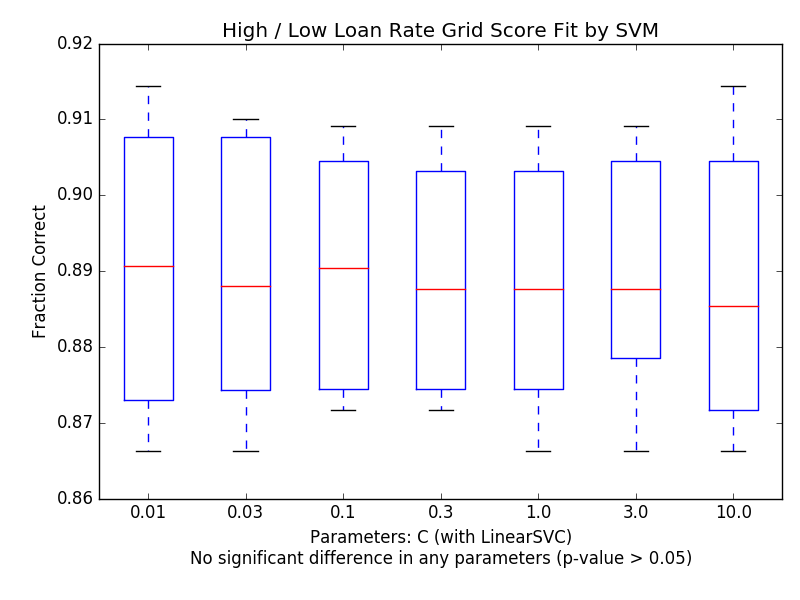 High / Low Loan Rate Grid Score Fit by SVM
0.92
0.91
0.90
0.89
0.88
0.87
0.86
Fraction Correct
0.01 0.03 0.1 0.3 1.0 3.0 10.0
Parameters: C (with LinearSVC)
No significant difference in any parameters (p-value > 0.05)